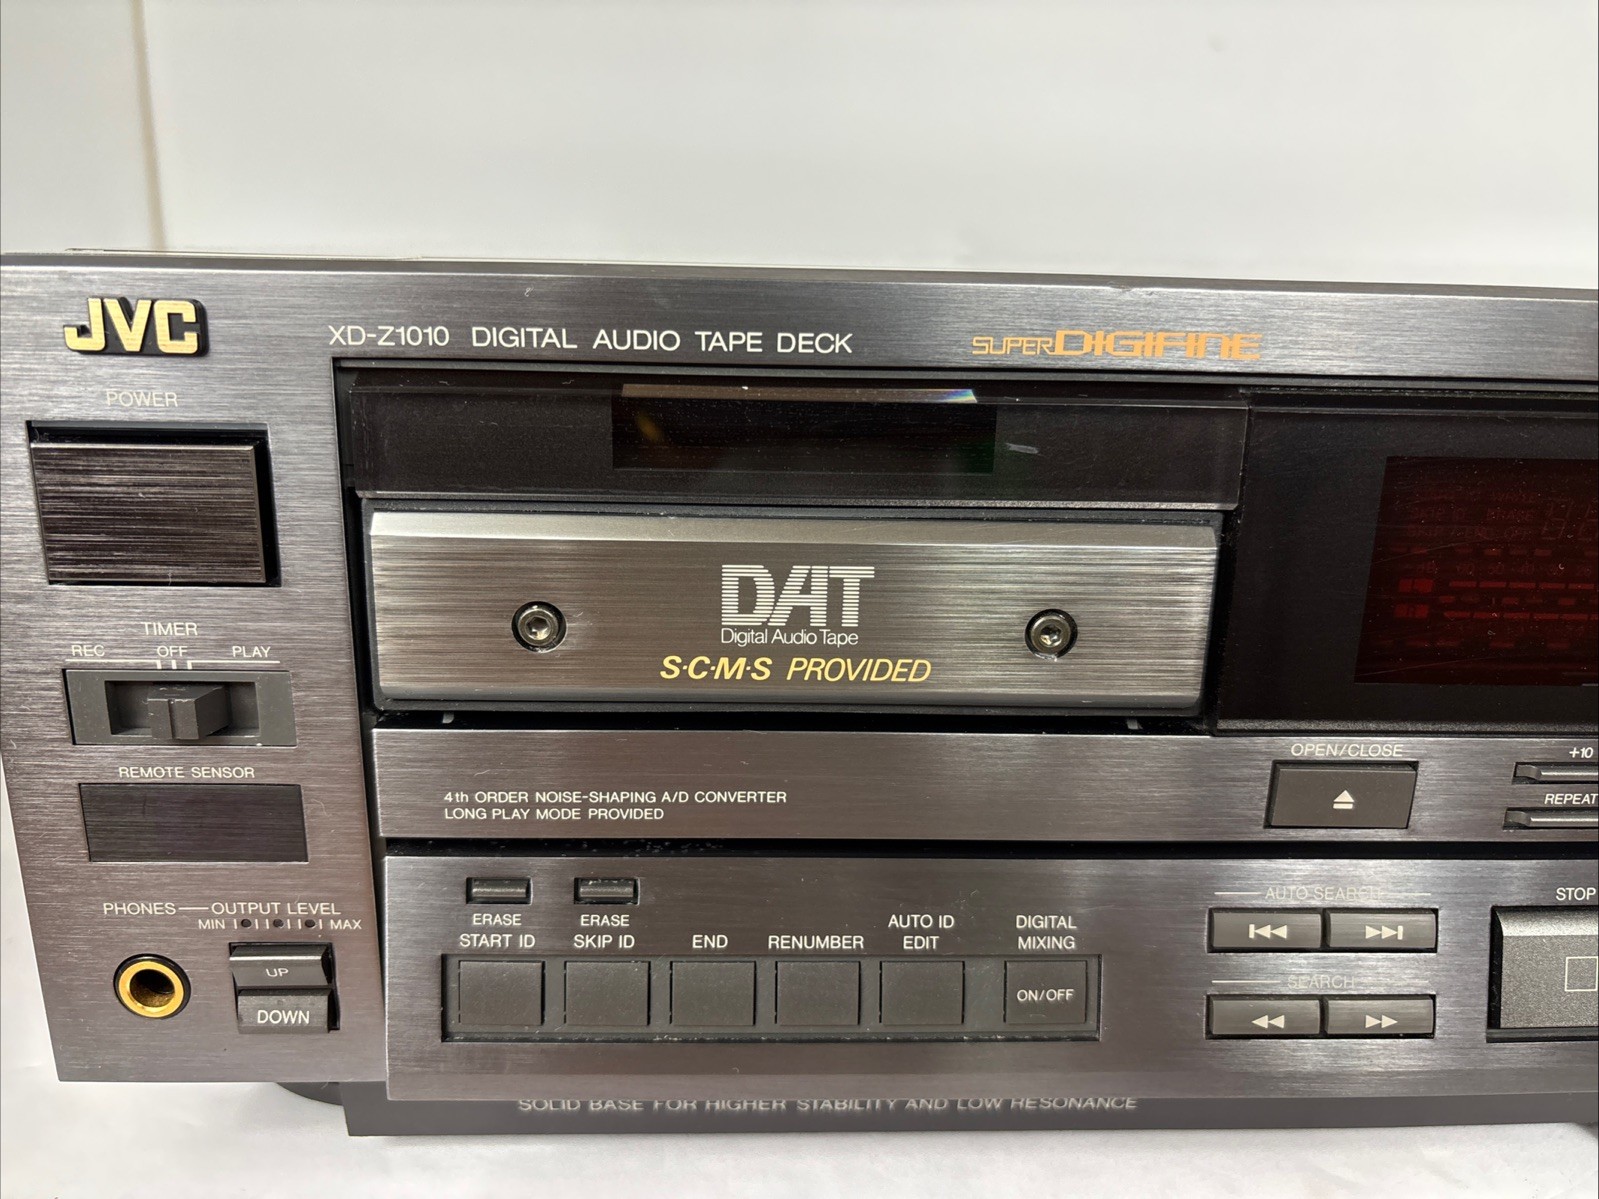 JVC
XD-Z1010 DIGITAL AUDIO TAPE DECK
SUPER DIGIFINE
POWER
DAT
Digital Audio Tape
S·C·M·S PROVIDED
TIMER
REC OFF PLAY
REMOTE SENSOR
OPEN/CLOSE
+10
REPEAT
4th ORDER NOISE-SHAPING A/D CONVERTER
LONG PLAY MODE PROVIDED
PHONES OUTPUT LEVEL
MIN MAX
UP
DOWN
ERASE
START ID
ERASE
SKIP ID
END
RENUMBER
AUTO ID
EDIT
DIGITAL
MIXING
ON/OFF
AUTO SEARCH
SEARCH
STOP
SOLID BASE FOR HIGHER STABILITY AND LOW RESONANCE